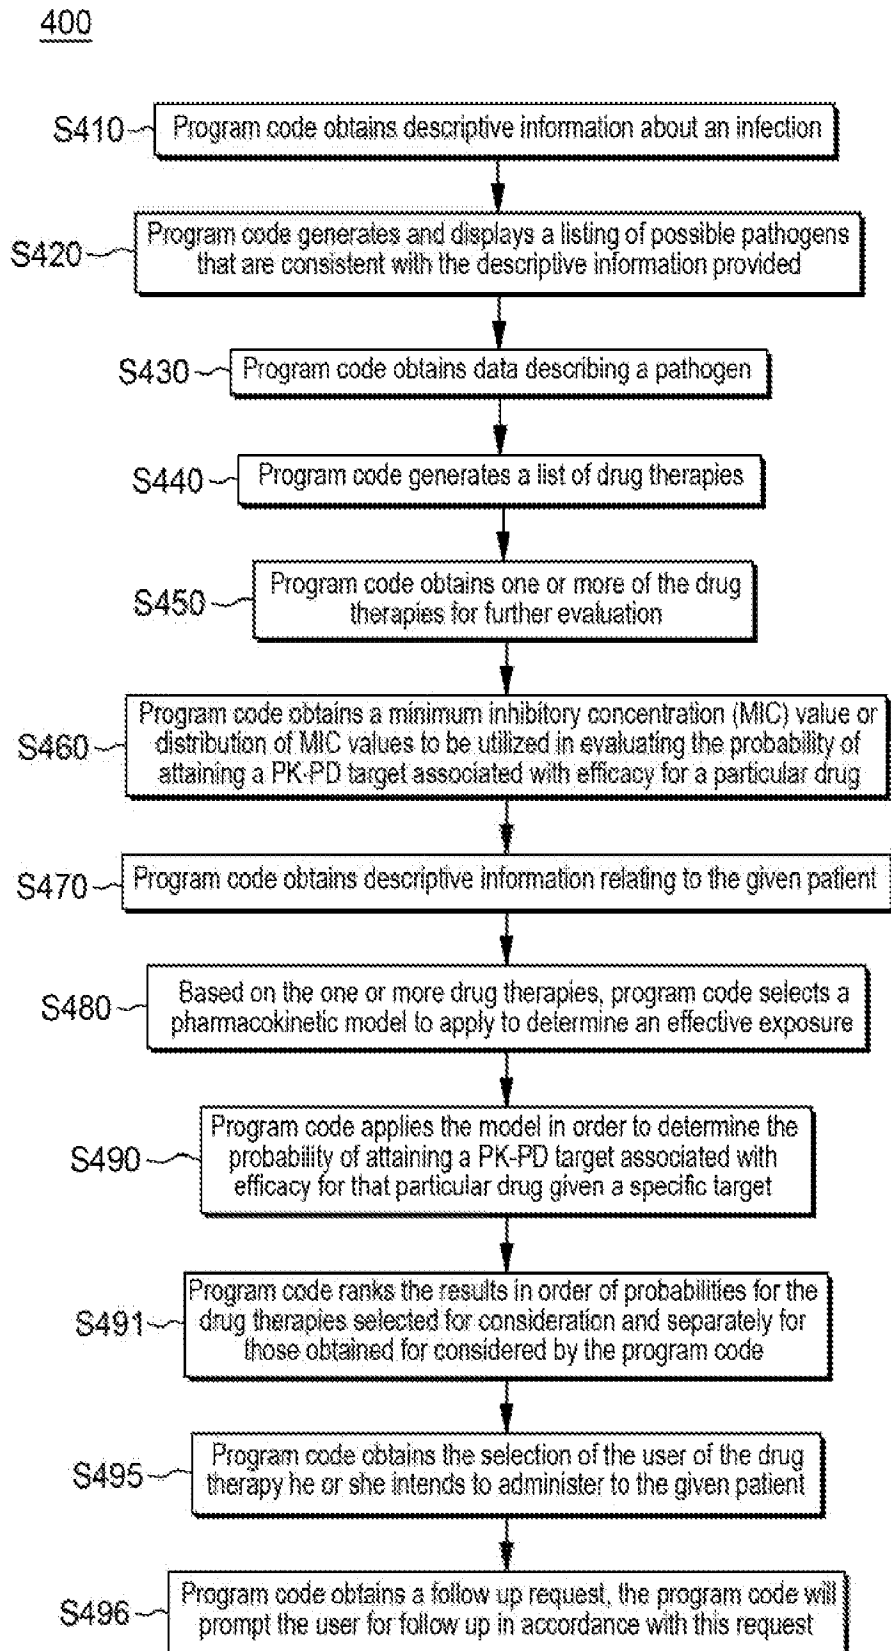 400
S410
Program code obtains descriptive information about an infection
S420
Program code generates and displays a listing of possible pathogens
that are consistent with the descriptive information provided
S430
Program code obtains data describing a pathogen
S440
Program code generates a list of drug therapies
S450
Program code obtains one or more of the drug
therapies for further evaluation
S460
Program code obtains a minimum inhibitory concentration (MIC) value or
distribution of MIC values to be utilized in evaluating the probability of
attaining a PK-PD target associated with efficacy for a particular drug
S470
Program code obtains descriptive information relating to the given patient
S480
Based on the one or more drug therapies, program code selects a
pharmacokinetic model to apply to determine an effective exposure
S490
Program code applies the model in order to determine the
probability of attaining a PK-PD target associated with
efficacy for that particular drug given a specific target
S491
Program code ranks the results in order of probabilities for the
drug therapies selected for consideration and separately for
those obtained for considered by the program code
S495
Program code obtains the selection of the user of the drug
therapy he or she intends to administer to the given patient
S496
Program code obtains a follow up request, the program code will
prompt the user for follow up in accordance with this request